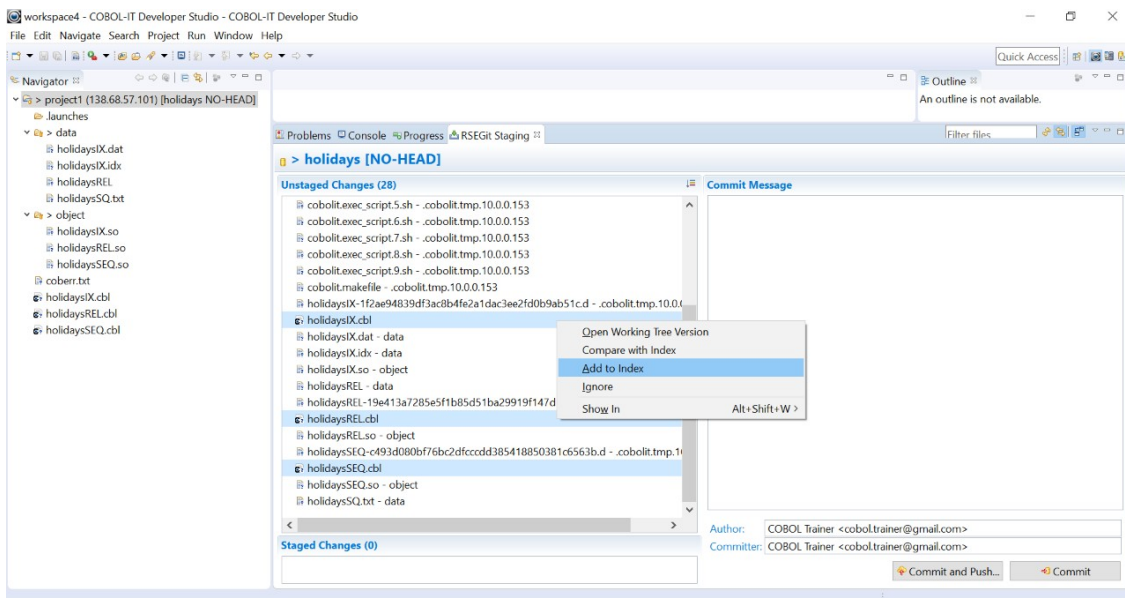 workspace4 - COBOL-IT Developer Studio - COBOL-IT Developer Studio
File Edit Navigate Search Project Run Window Help
Quick Access
Navigator
> project1 (138.68.57.101) [holidays NO-HEAD]
.launches
> data
holidaysIX.dat
holidaysIX.idx
holidaysREL
holidaysSQ.txt
> object
holidaysIX.so
holidaysREL.so
holidaysSEQ.so
coberr.txt
holidaysIX.cbl
holidaysREL.cbl
holidaysSEQ.cbl
Outline
An outline is not available.
Problems Console Progress RSEGit Staging
Filter files
> holidays [NO-HEAD]
Unstaged Changes (28)
cobolit.exec_script.5.sh - .cobolit.tmp.10.0.0.153
cobolit.exec_script.6.sh - .cobolit.tmp.10.0.0.153
cobolit.exec_script.7.sh - .cobolit.tmp.10.0.0.153
cobolit.exec_script.8.sh - .cobolit.tmp.10.0.0.153
cobolit.exec_script.9.sh - .cobolit.tmp.10.0.0.153
cobolit.makefile - .cobolit.tmp.10.0.0.153
holidaysIX-1f2ae94839df3ac8b4fe2a1dac3ee2fd0b9ab51c.d - .cobolit.tmp.10.0.(
holidaysIX.cbl
holidaysIX.dat - data
holidaysIX.idx - data
holidaysIX.so - object
holidaysREL - data
holidaysREL-19e413a7285e5f1b85d51ba29919f147d
holidaysREL.cbl
holidaysREL.so - object
holidaysSEQ-c493d080bf76bc2dfcccdd385418850381c6563b.d - .cobolit.tmp.1(
holidaysSEQ.cbl
holidaysSEQ.so - object
holidaysSQ.txt - data
Open Working Tree Version
Compare with Index
Add to Index
Ignore
Show In Alt+Shift+W >
Staged Changes (0)
Commit Message
Author: COBOL Trainer <cobol.trainer@gmail.com>
Committer: COBOL Trainer <cobol.trainer@gmail.com>
Commit and Push...
Commit